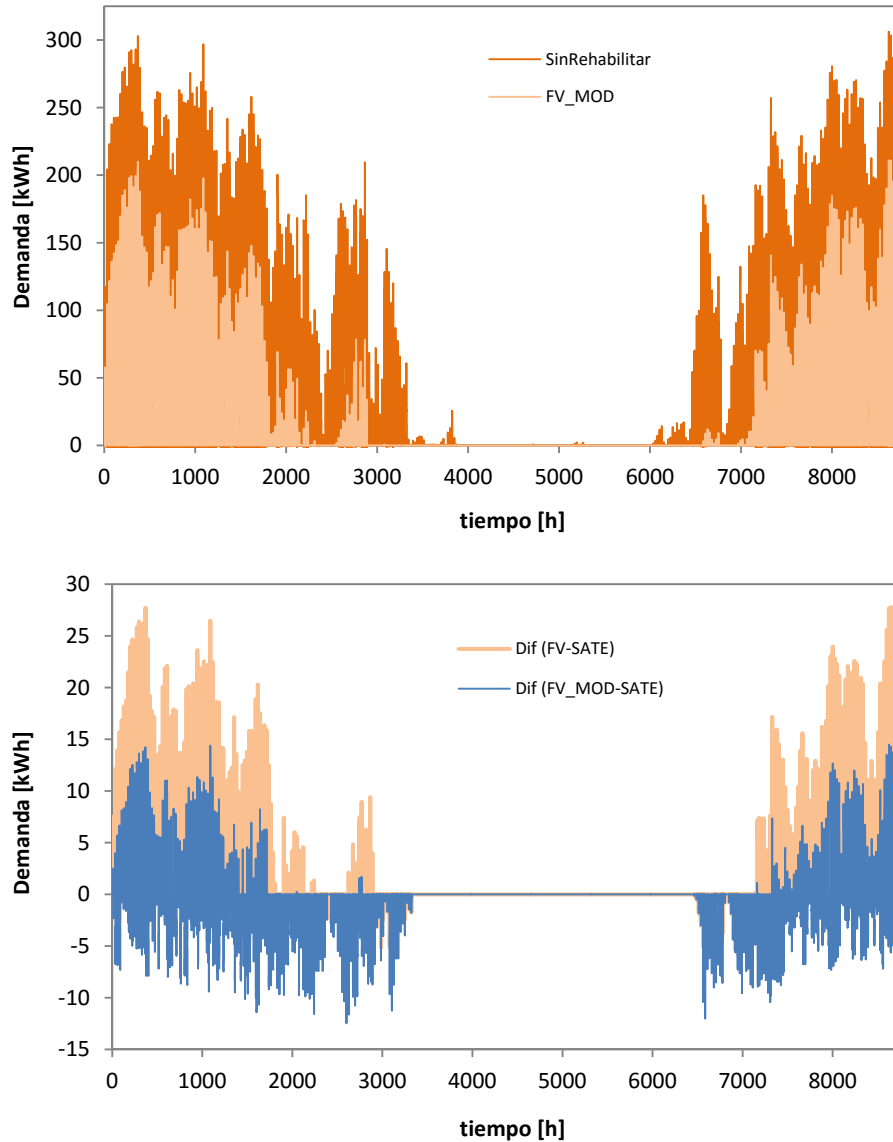 300
250
200
150
100
50
0
Demanda [kWh]
SinRehabilitar
FV_MOD
0 1000 2000 3000 4000 5000 6000 7000 8000
tiempo [h]
30
25
20
15
10
5
0
-5
-10
-15
Demanda [kWh]
Dif (FV-SATE)
Dif (FV_MOD-SATE)
0 1000 2000 3000 4000 5000 6000 7000 8000
tiempo [h]